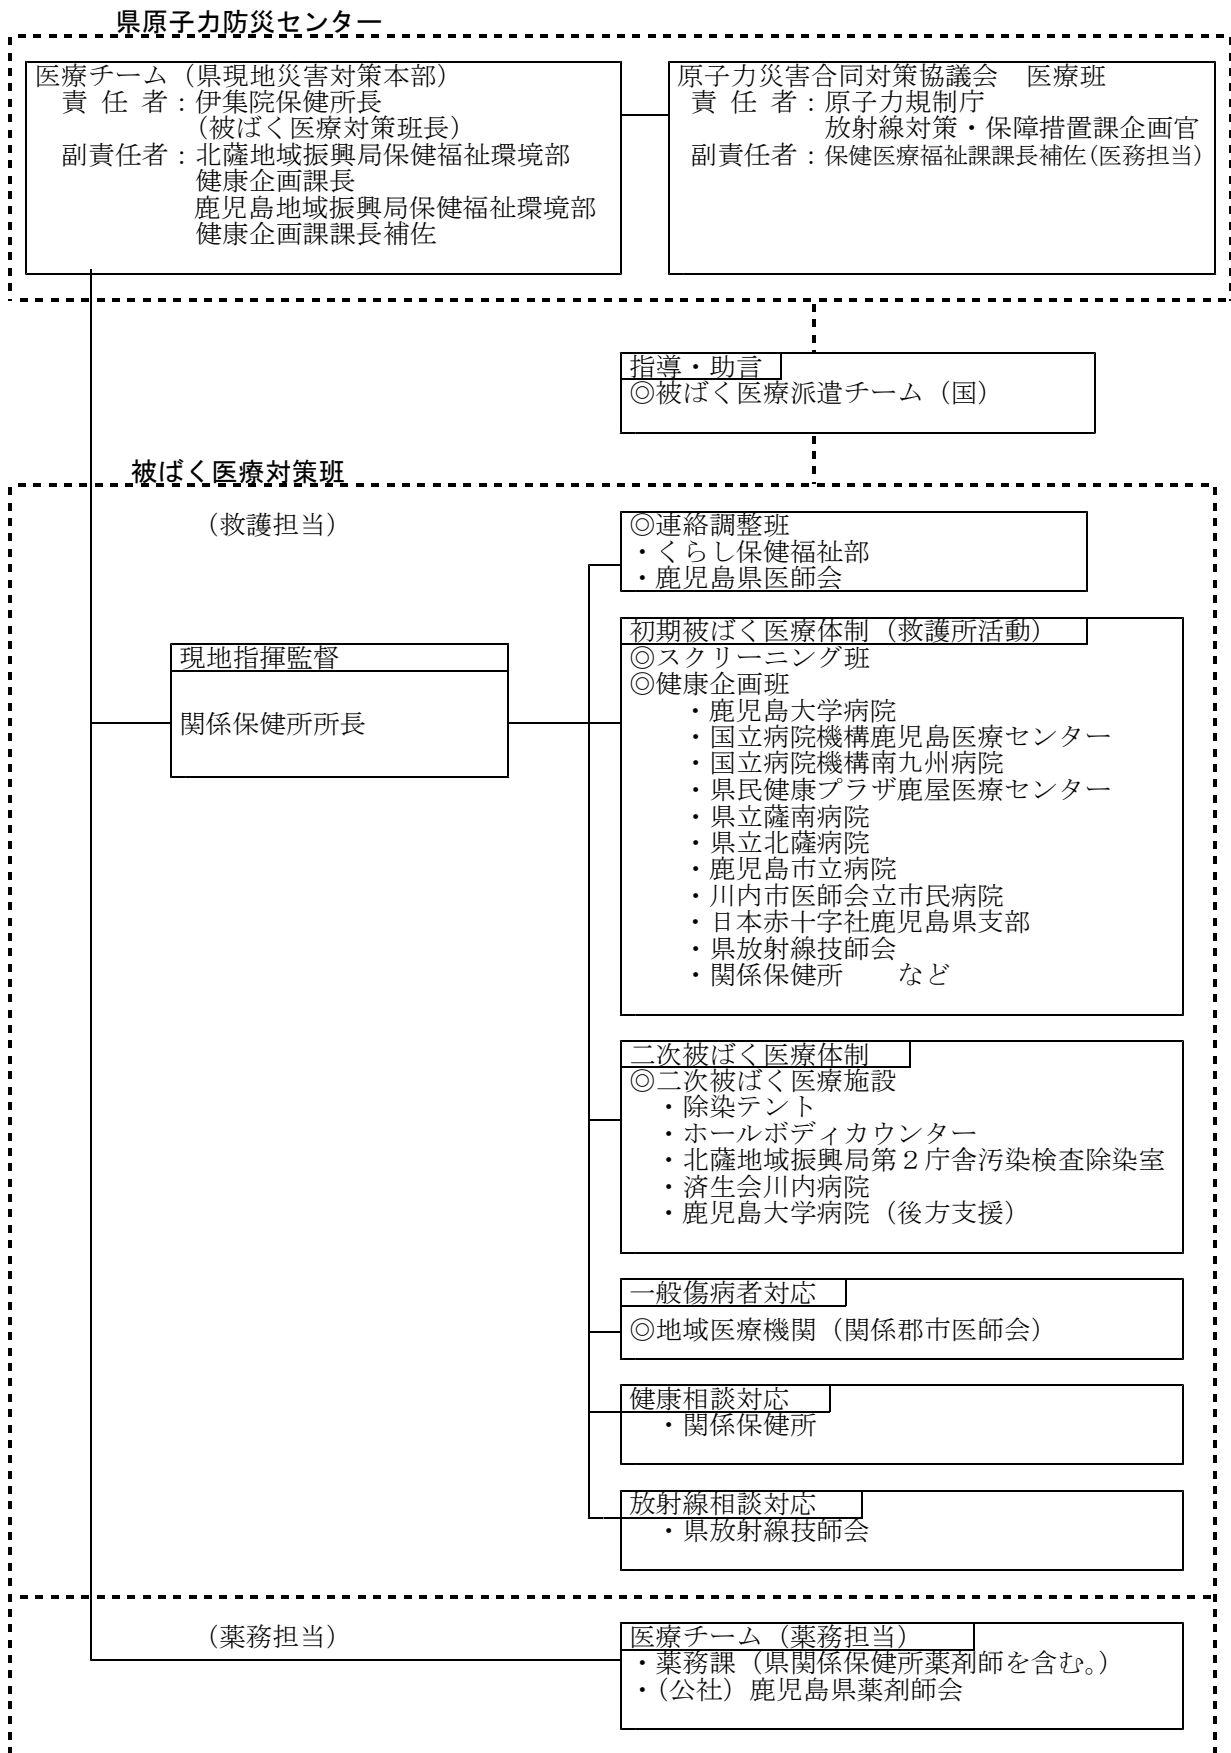 県原子力防災センター
医療チーム（県現地災害対策本部）
責任者：伊集院保健所長
（被ばく医療対策班長）
副責任者：北薩地域振興局保健福祉環境部
健康企画課長
鹿児島地域振興局保健福祉環境部
健康企画課課長補佐
原子力災害合同対策協議会　医療班
責任者：原子力規制庁
放射線対策・保障措置課企画官
副責任者：保健医療福祉課課長補佐（医務担当）
指導・助言
◎被ばく医療派遣チーム（国）
被ばく医療対策班
（救護担当）
◎連絡調整班
・くらし保健福祉部
・鹿児島県医師会
現地指揮監督
関係保健所所長
初期被ばく医療体制（救護所活動）
◎スクリーニング班
◎健康企画班
・鹿児島大学病院
・国立病院機構鹿児島医療センター
・国立病院機構南九州病院
・県民健康プラザ鹿屋医療センター
・県立薩南病院
・県立北薩病院
・鹿児島市立病院
・川内市医師会立市民病院
・日本赤十字社鹿児島県支部
・県放射線技師会
・関係保健所　　など
二次被ばく医療体制
◎二次被ばく医療施設
・除染テント
・ホールボディカウンター
・北薩地域振興局第２庁舎汚染検査除染室
・済生会川内病院
・鹿児島大学病院（後方支援）
一般傷病者対応
◎地域医療機関（関係郡市医師会）
健康相談対応
・関係保健所
放射線相談対応
・県放射線技師会
（薬務担当）
医療チーム（薬務担当）
・薬務課（県関係保健所薬剤師を含む。）
・（公社）鹿児島県薬剤師会